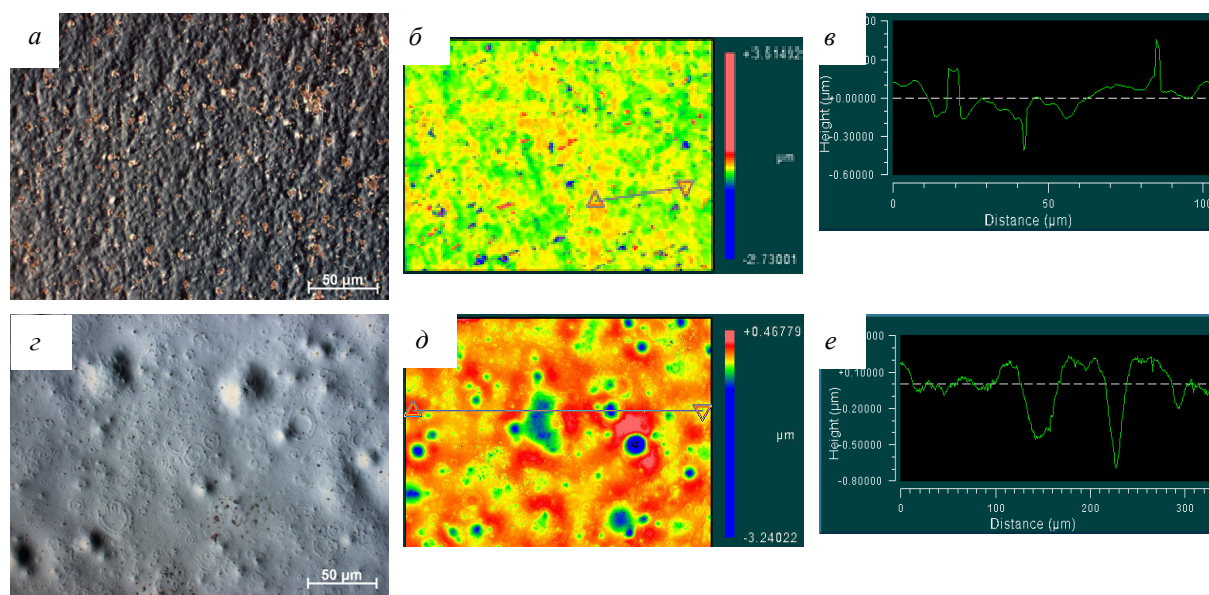 а
50 µm
б
µm
-2.73001
в
Height (µm)
+0.00000
-0.30000
-0.60000
0
50
Distance (µm)
г
50 µm
д
+0.46779
µm
-3.24022
е
Height (µm)
+0.10000
-0.20000
-0.50000
-0.80000
0
100
200
300
Distance (µm)